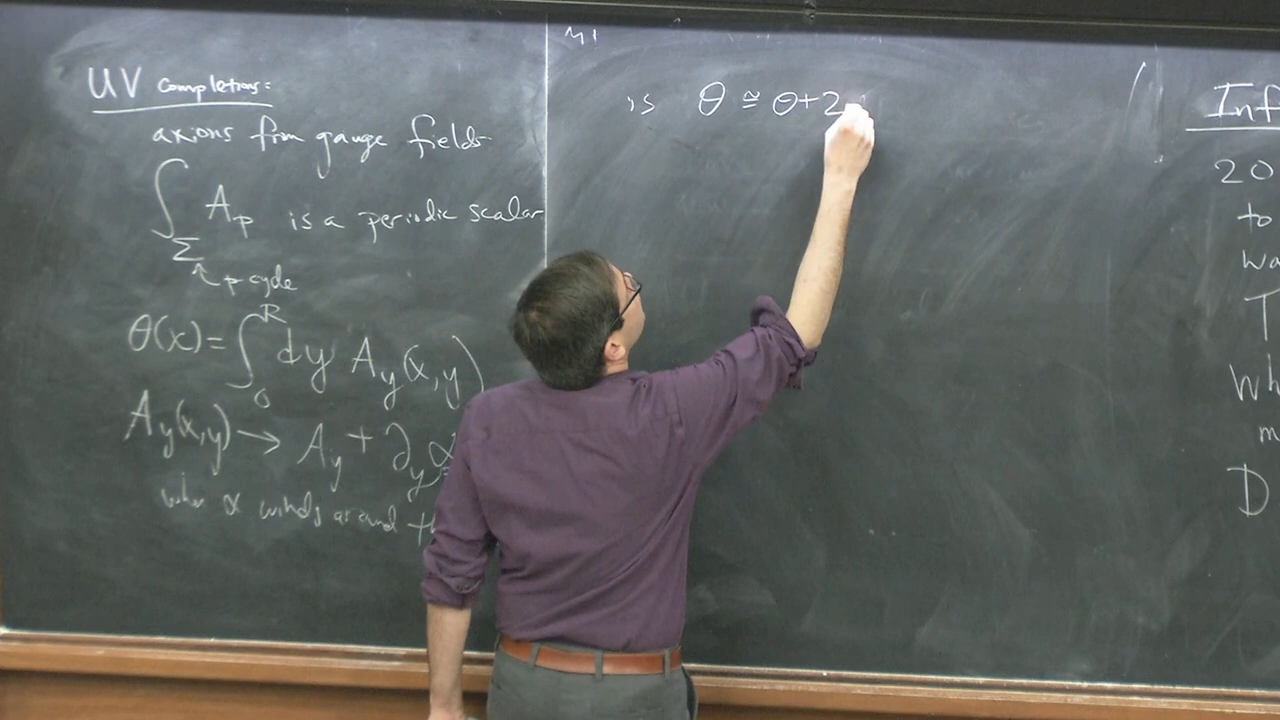 UV completions:
axions from gauge fields
∫_Σ A_p is a periodic scalar
↑ p cycle
θ(x) = ∫_0^R dy A_y(x,y)
A_y(x,y) → A_y + ∂_y α
when α winds around th
is θ ≅ θ+2
Inf
20
to
wa
T
wh
m
D